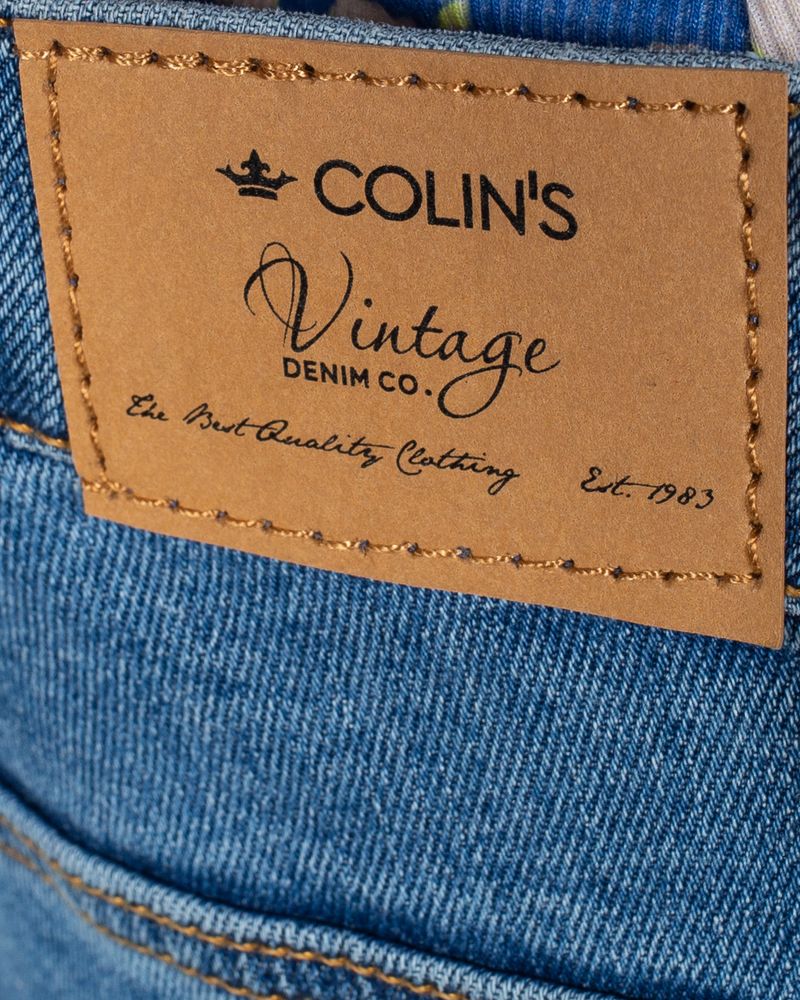 COLIN'S
Vintage
DENIM CO.
The Best Quality Clothing Est. 1983